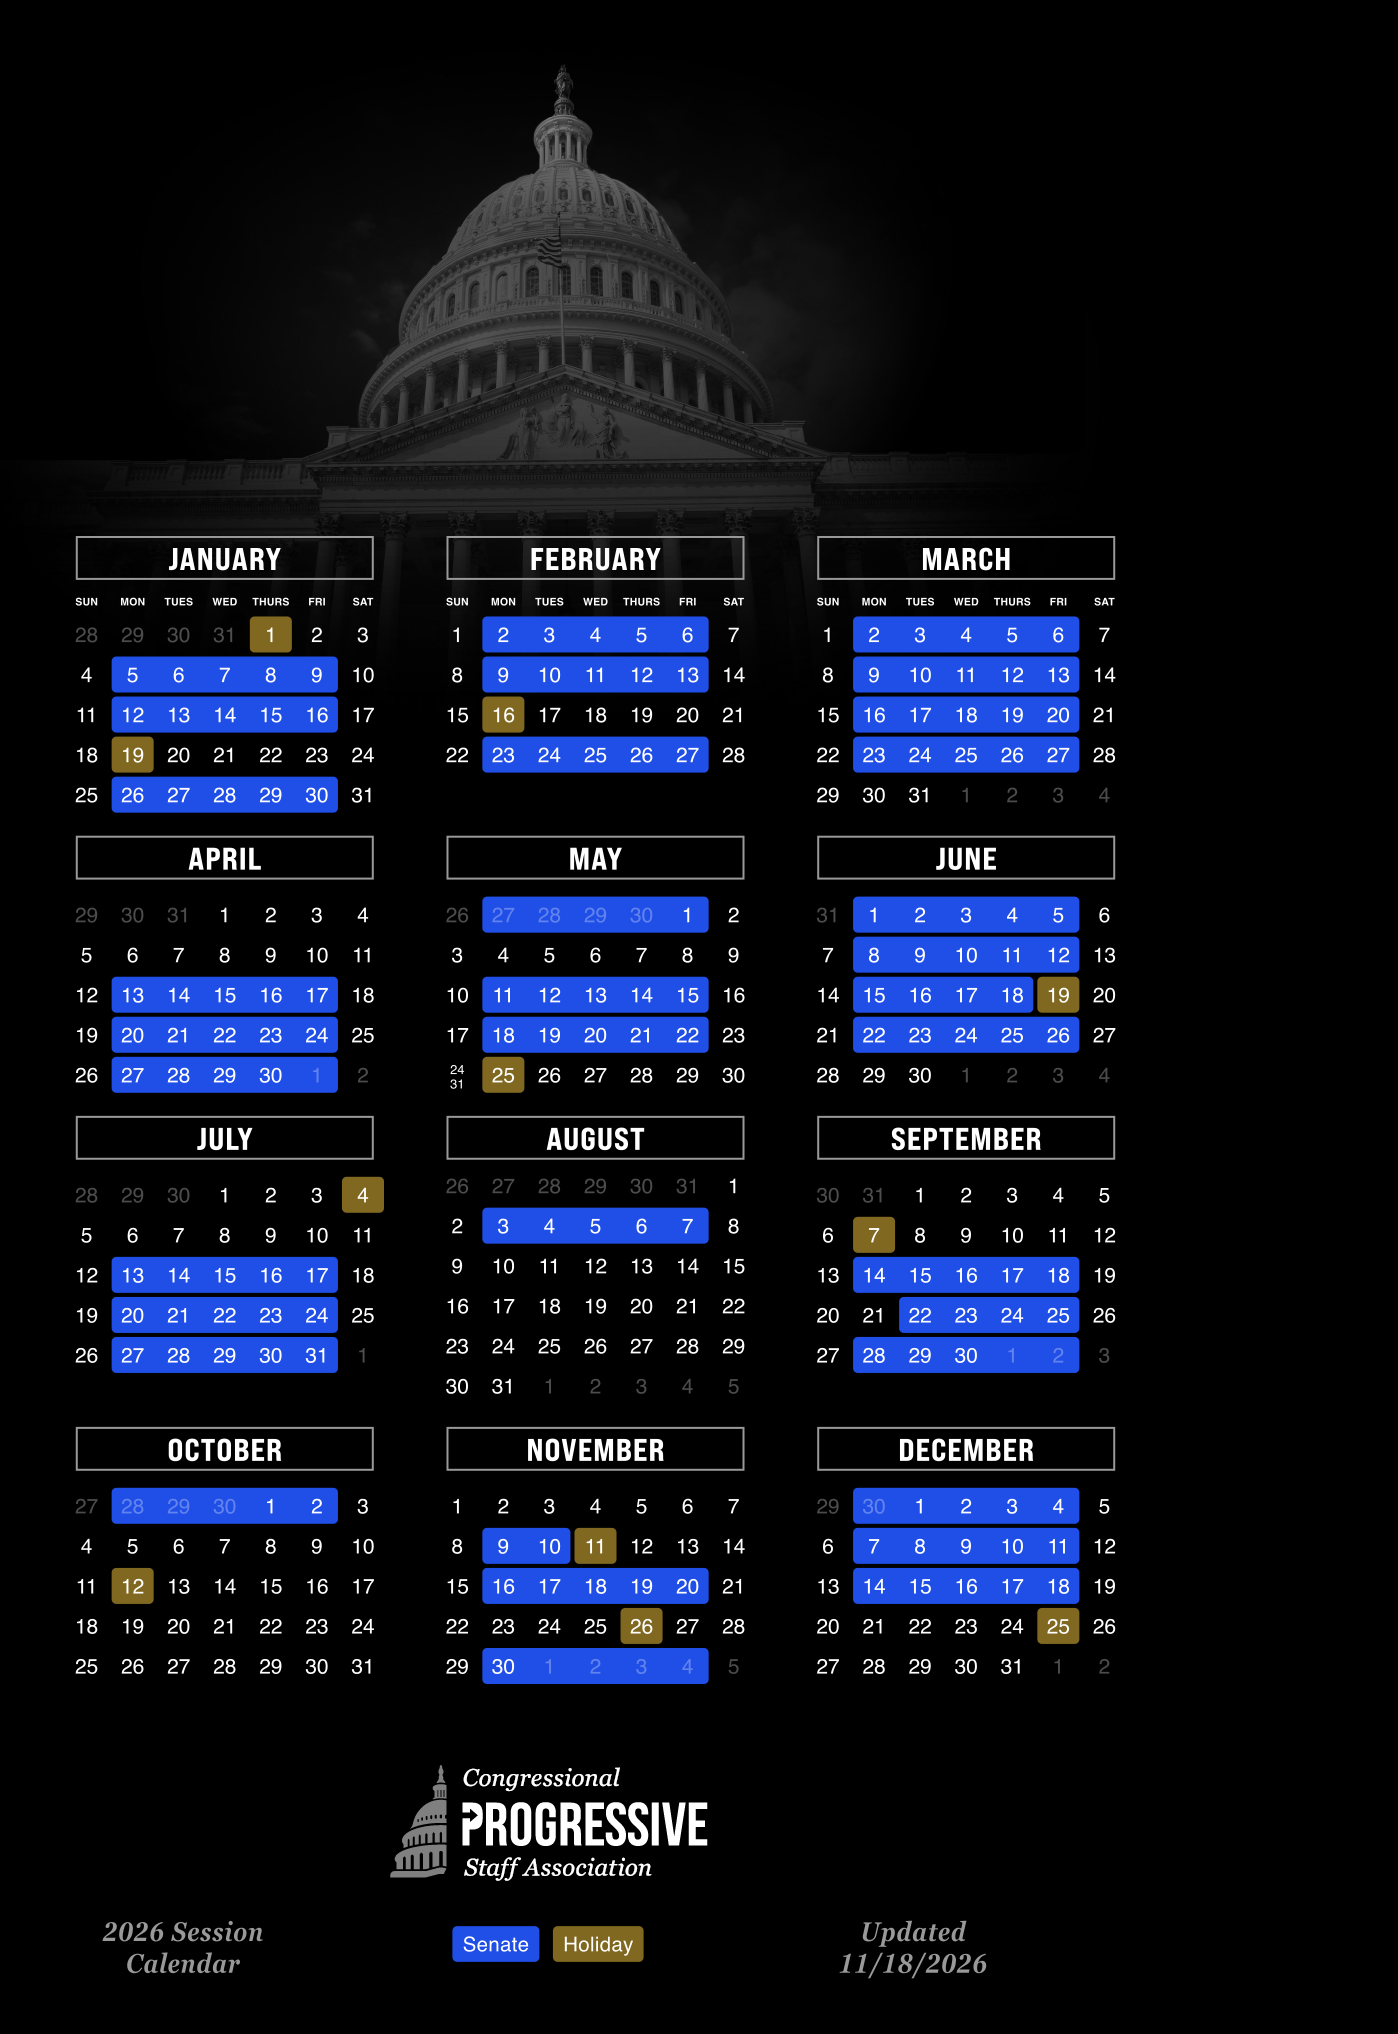 JANUARY FEBRUARY MARCH
SUN MON TUES WED THURS FRI SAT SUN MON TUES WED THURS FRI SAT SUN MON TUES WED THURS FRI SAT
28 29 30 31 1 2 3 1 2 3 4 5 6 7 1 2 3 4 5 6 7
4 5 6 7 8 9 10 8 9 10 11 12 13 14 8 9 10 11 12 13 14
11 12 13 14 15 16 17 15 16 17 18 19 20 21 15 16 17 18 19 20 21
18 19 20 21 22 23 24 22 23 24 25 26 27 28 22 23 24 25 26 27 28
25 26 27 28 29 30 31 29 30 31 1 2 3 4
APRIL MAY JUNE
29 30 31 1 2 3 4 26 27 28 29 30 1 2 31 1 2 3 4 5 6
5 6 7 8 9 10 11 3 4 5 6 7 8 9 7 8 9 10 11 12 13
12 13 14 15 16 17 18 10 11 12 13 14 15 16 14 15 16 17 18 19 20
19 20 21 22 23 24 25 17 18 19 20 21 22 23 21 22 23 24 25 26 27
26 27 28 29 30 1 2 24 31 25 26 27 28 29 30 28 29 30 1 2 3 4
JULY AUGUST SEPTEMBER
28 29 30 1 2 3 4 26 27 28 29 30 31 1 30 31 1 2 3 4 5
5 6 7 8 9 10 11 2 3 4 5 6 7 8 6 7 8 9 10 11 12
12 13 14 15 16 17 18 9 10 11 12 13 14 15 13 14 15 16 17 18 19
19 20 21 22 23 24 25 16 17 18 19 20 21 22 20 21 22 23 24 25 26
26 27 28 29 30 31 1 23 24 25 26 27 28 29 27 28 29 30 1 2 3
30 31 1 2 3 4 5
OCTOBER NOVEMBER DECEMBER
27 28 29 30 1 2 3 1 2 3 4 5 6 7 29 30 1 2 3 4 5
4 5 6 7 8 9 10 8 9 10 11 12 13 14 6 7 8 9 10 11 12
11 12 13 14 15 16 17 15 16 17 18 19 20 21 13 14 15 16 17 18 19
18 19 20 21 22 23 24 22 23 24 25 26 27 28 20 21 22 23 24 25 26
25 26 27 28 29 30 31 29 30 1 2 3 4 5 27 28 29 30 31 1 2
Congressional
PROGRESSIVE
Staff Association
2026 Session
Calendar
Senate Holiday
Updated
11/18/2026